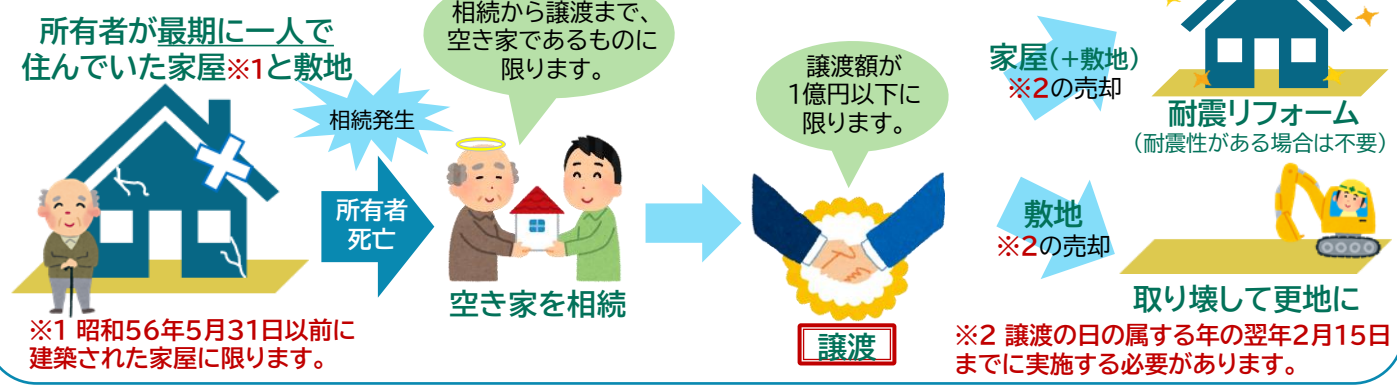 所有者が最期に一人で
住んでいた家屋※1と敷地
相続発生
所有者
死亡
※1 昭和56年5月31日以前に
建築された家屋に限ります。
相続から譲渡まで、
空き家であるものに
限ります。
空き家を相続
譲渡額が
1億円以下に
限ります。
譲渡
家屋(+敷地)
※2の売却
耐震リフォーム
(耐震性がある場合は不要)
敷地
※2の売却
取り壊して更地に
※2 譲渡の日の属する年の翌年2月15日
までに実施する必要があります。